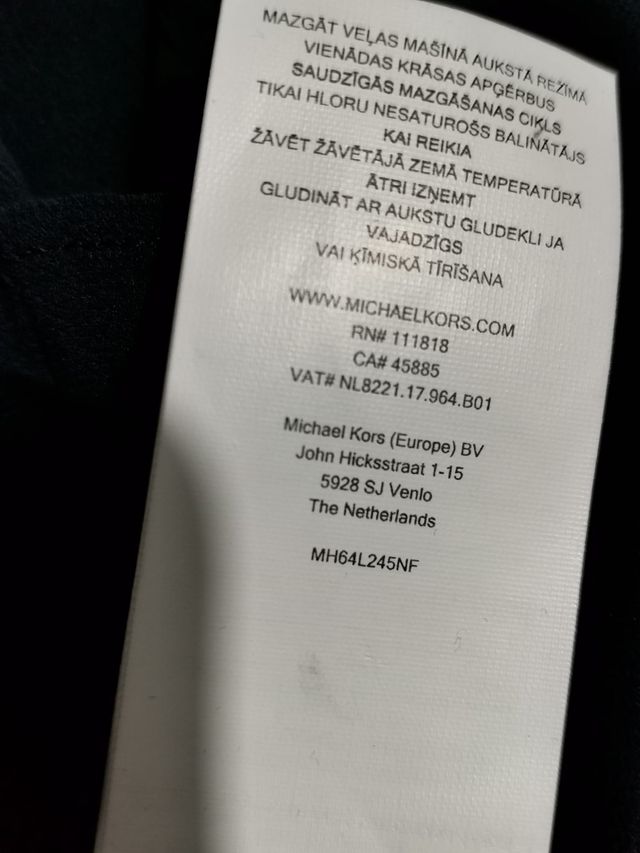 MAZGĀT VEĻAS MAŠĪNĀ AUKSTĀ REŽĪMĀ
VIENĀDAS KRĀSAS APĢĒRBUS
SAUDZĪGĀS MAZGĀŠANAS CIKLS
TIKAI HLORU NESATUROŠS BALINĀTĀJS
KAI REIKIA
ŽĀVĒT ŽĀVĒTĀJĀ ZEMĀ TEMPERATŪRĀ
ĀTRI IZŅEMT
GLUDINĀT AR AUKSTU GLUDEKLI JA
VAJADZĪGS
VAI ĶĪMISKĀ TĪRĪŠANA
WWW.MICHAELKORS.COM
RN# 111818
CA# 45885
VAT# NL8221.17.964.B01
Michael Kors (Europe) BV
John Hicksstraat 1-15
5928 SJ Venlo
The Netherlands
MH64L245NF